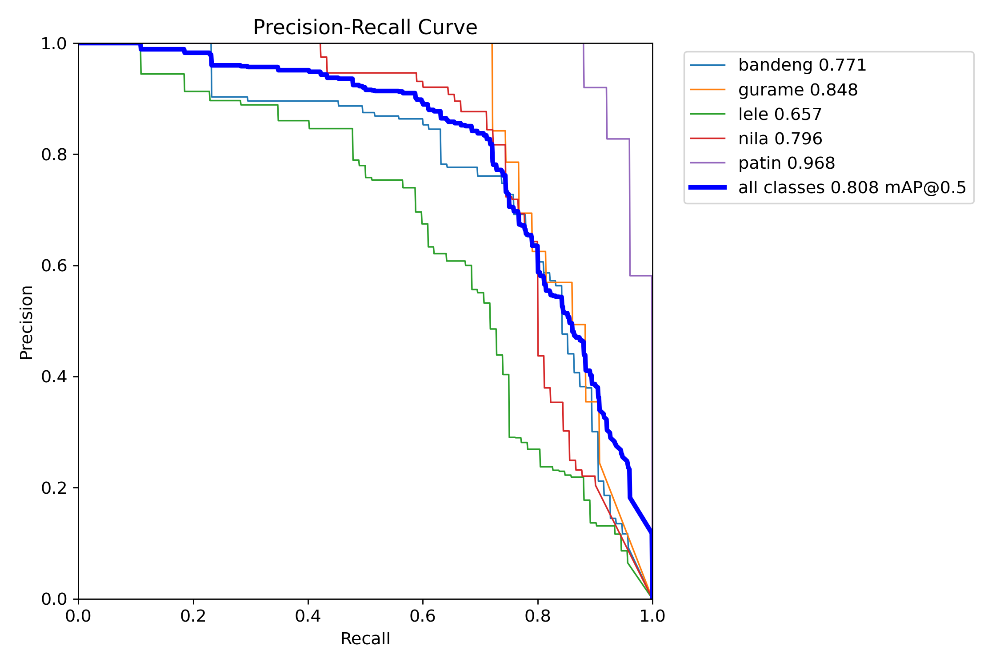 Precision-Recall Curve
1.0
0.8
0.6
0.4
0.2
0.0
Precision
0.0 0.2 0.4 0.6 0.8 1.0
Recall
bandeng 0.771
gurame 0.848
lele 0.657
nila 0.796
patin 0.968
all classes 0.808 mAP@0.5